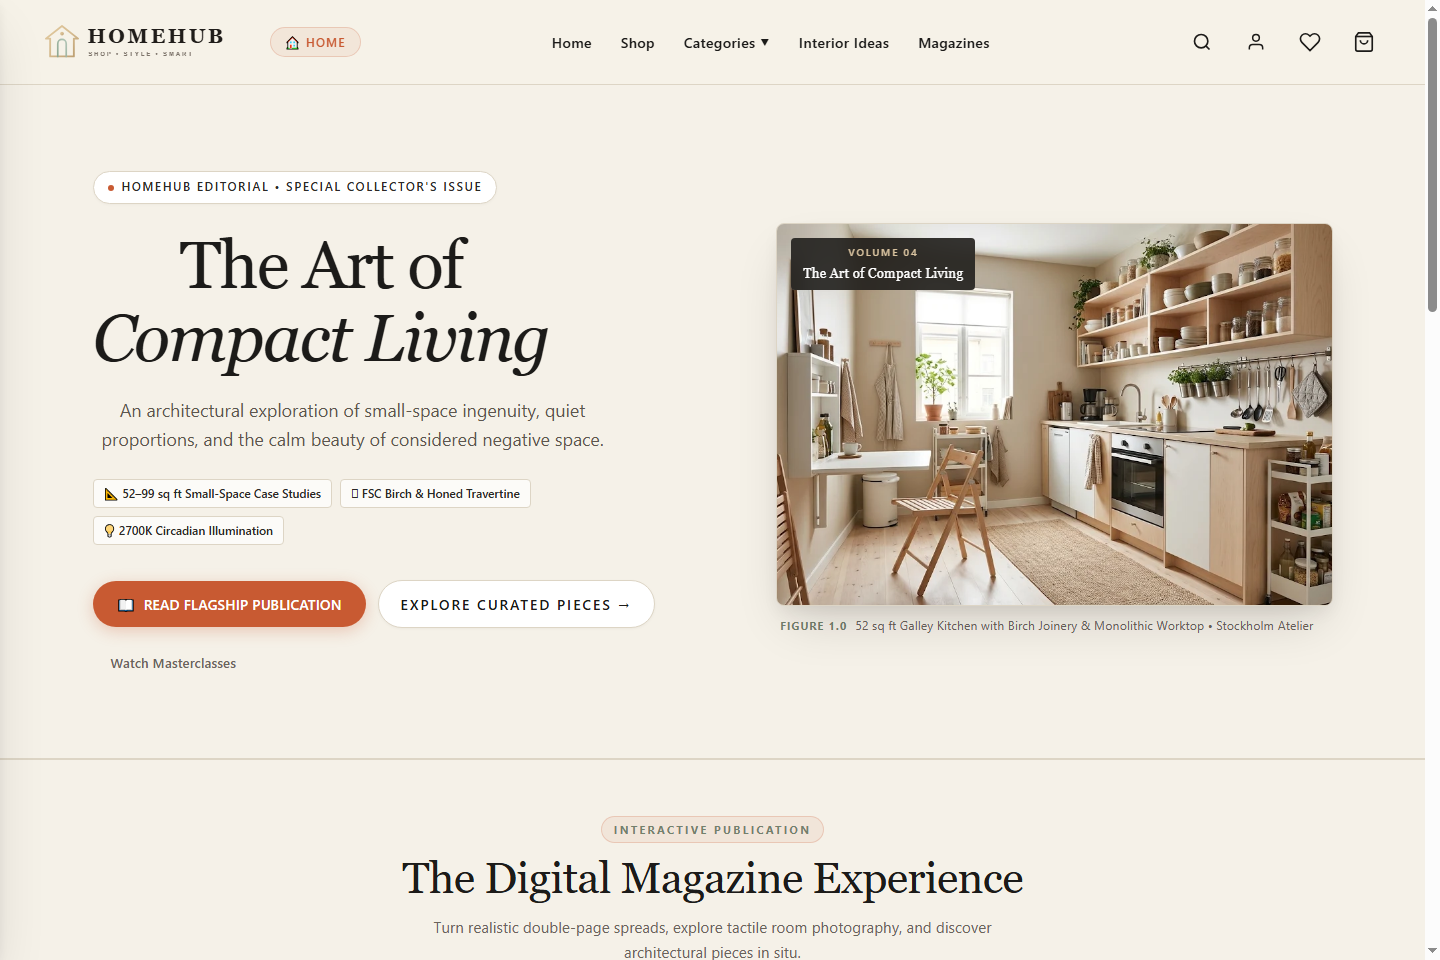 HOMEHUB
SHOP • STYLE • SMART
HOME
Home
Shop
Categories ▼
Interior Ideas
Magazines
HOMEHUB EDITORIAL • SPECIAL COLLECTOR'S ISSUE
The Art of
Compact Living
An architectural exploration of small-space ingenuity, quiet
proportions, and the calm beauty of considered negative space.
52–99 sq ft Small-Space Case Studies
FSC Birch & Honed Travertine
2700K Circadian Illumination
READ FLAGSHIP PUBLICATION
EXPLORE CURATED PIECES →
Watch Masterclasses
VOLUME 04
The Art of Compact Living
FIGURE 1.0 52 sq ft Galley Kitchen with Birch Joinery & Monolithic Worktop • Stockholm Atelier
INTERACTIVE PUBLICATION
The Digital Magazine Experience
Turn realistic double-page spreads, explore tactile room photography, and discover
architectural pieces in situ.